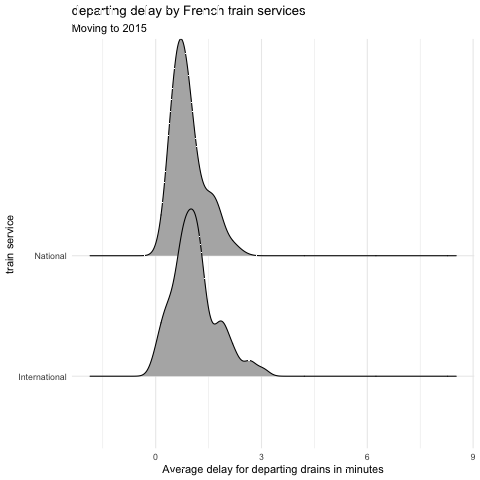 departing delay by French train services
Moving to 2015
train service
National
International
0 3 6 9
Average delay for departing drains in minutes